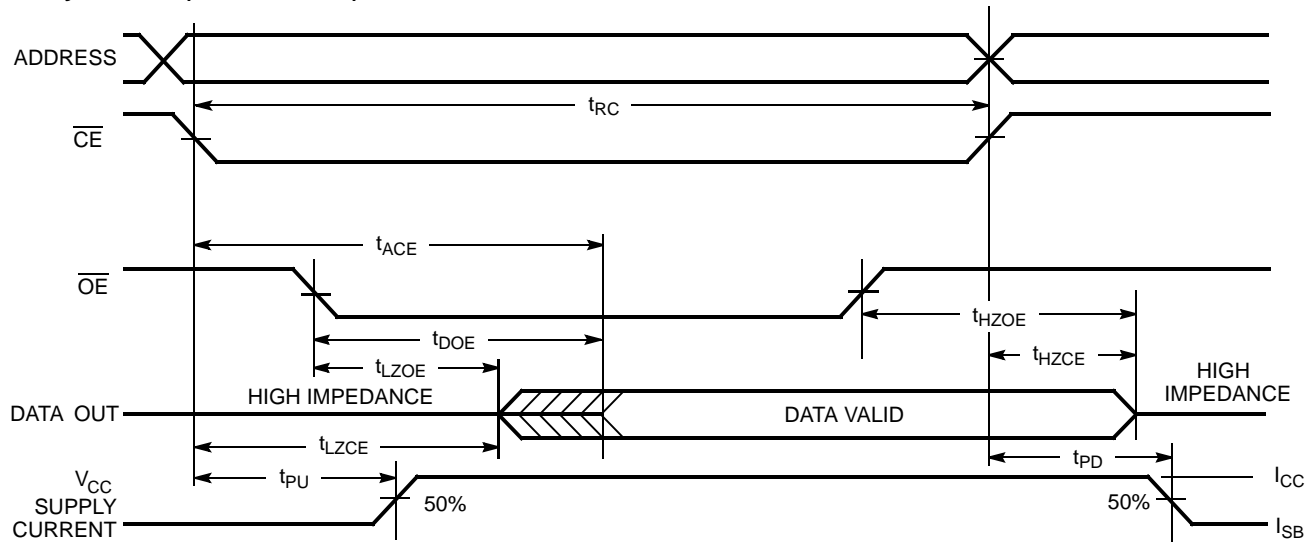 ADDRESS
tRC
CE
tACE
OE
tHZOE
tDOE
tHZCE
tLZOE
HIGH
IMPEDANCE
HIGH IMPEDANCE
DATA OUT
DATA VALID
tLZCE
VCC
SUPPLY
CURRENT
tPU
50%
tPD
50%
ICC
ISB